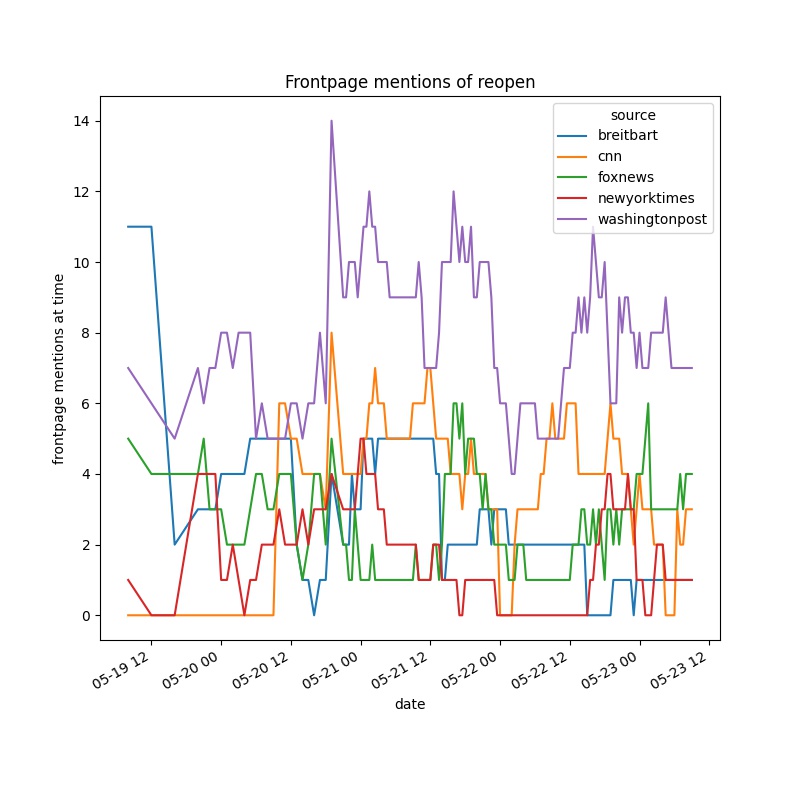 Frontpage mentions of reopen
source
breitbart
cnn
foxnews
newyorktimes
washingtonpost
frontpage mentions at time
14
12
10
8
6
4
2
0
05-19 12
05-20 00
05-20 12
05-21 00
05-21 12
05-22 00
05-22 12
05-23 00
05-23 12
date